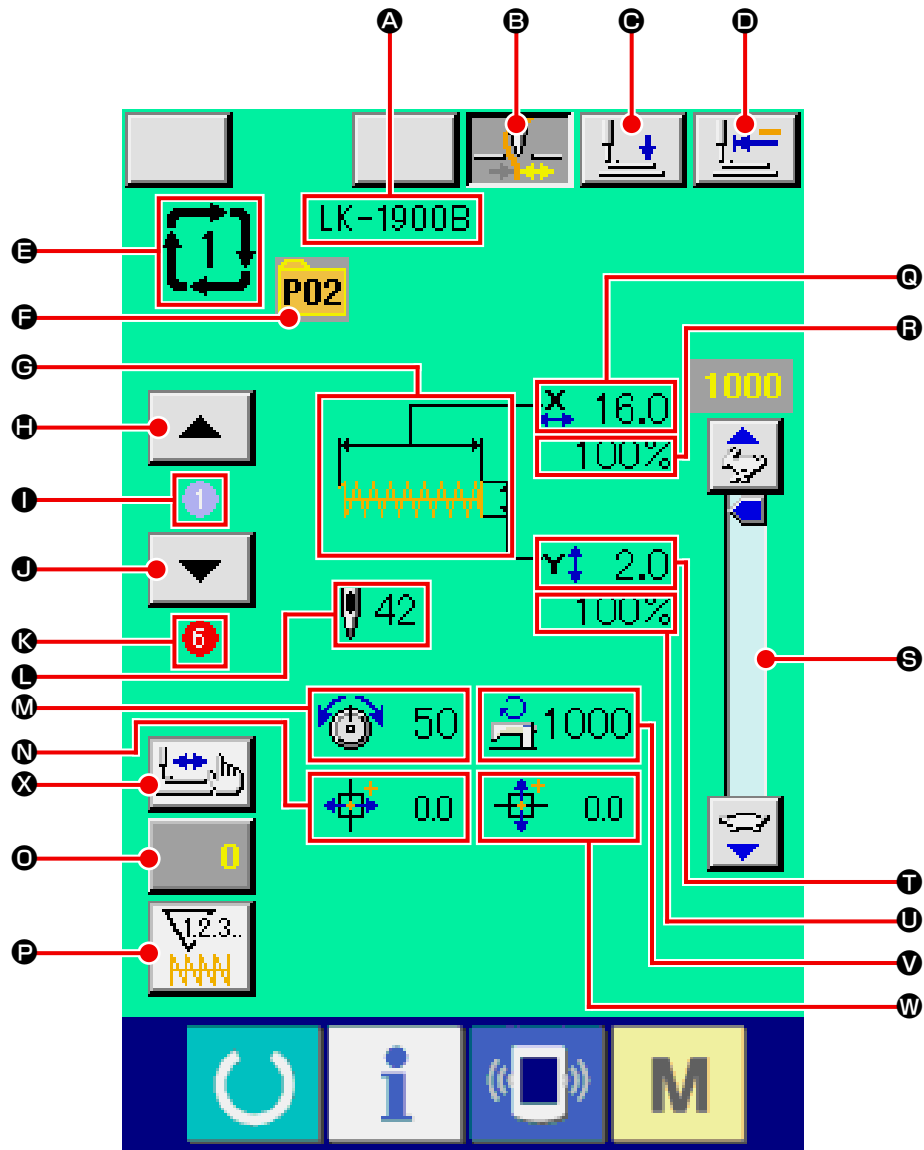 A B C D
LK-1900B
E 1
F P02
Q
R
G
1000
X 16.0
H
100%
I 1
J
Y 2.0
100%
K 6
42
L
S
M 50 1000
N
X
0.0 0.0
O 0
T
U
P 1.2.3..
V
W
i M